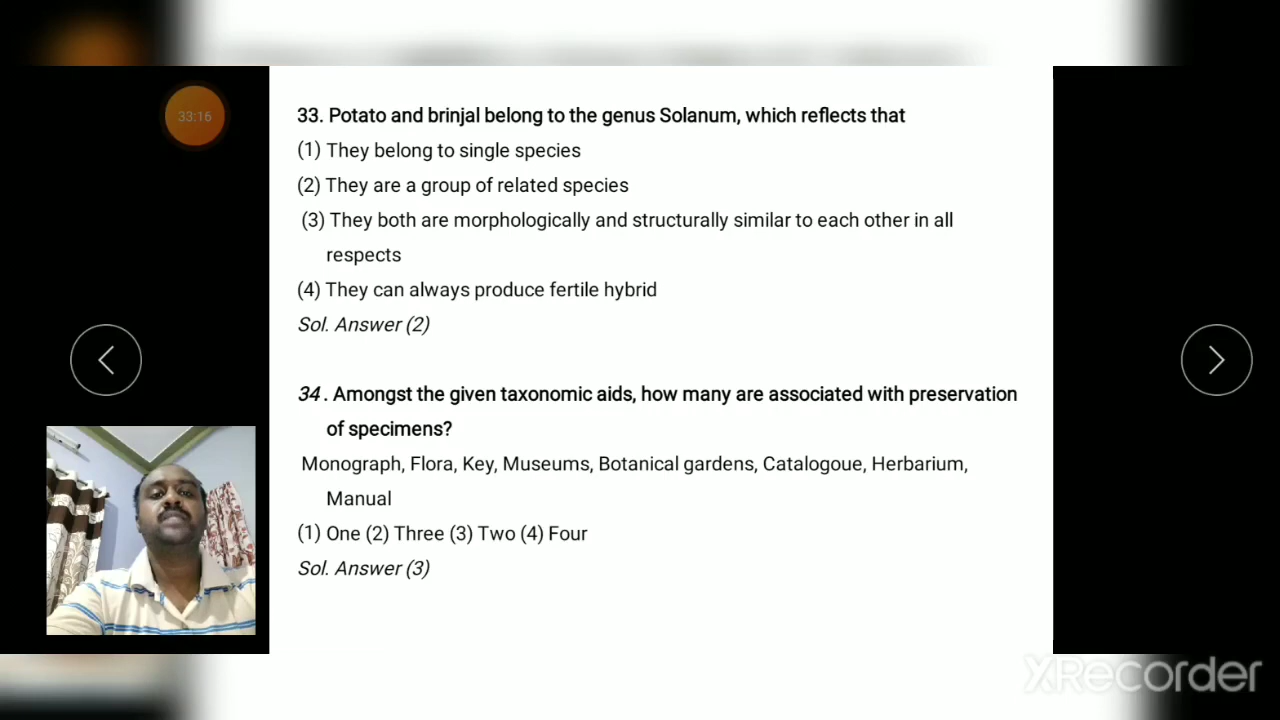 33:16
33. Potato and brinjal belong to the genus Solanum, which reflects that
(1) They belong to single species
(2) They are a group of related species
(3) They both are morphologically and structurally similar to each other in all
respects
(4) They can always produce fertile hybrid
Sol. Answer (2)
34 . Amongst the given taxonomic aids, how many are associated with preservation
of specimens?
Monograph, Flora, Key, Museums, Botanical gardens, Catalogoue, Herbarium,
Manual
(1) One (2) Three (3) Two (4) Four
Sol. Answer (3)
XRecorder